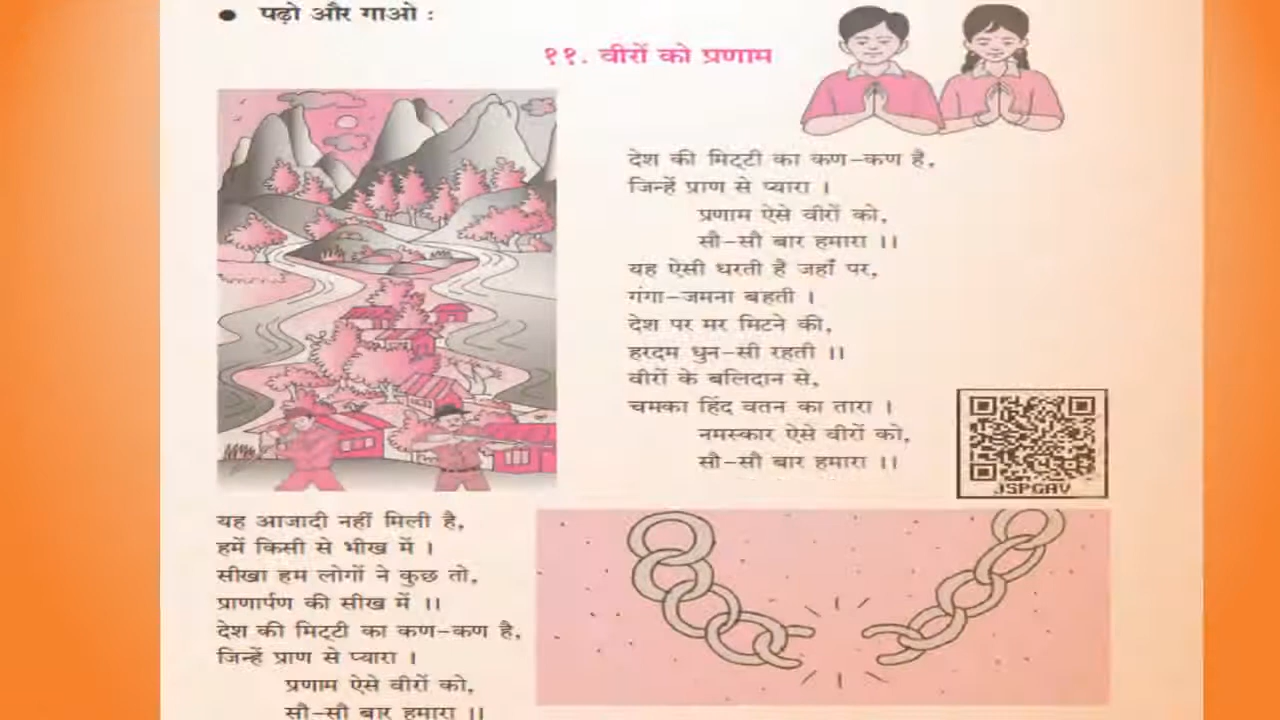 ● पढ़ो और गाओ :
११. वीरों को प्रणाम
देश की मिट्टी का कण-कण है,
जिन्हें प्राण से प्यारा ।
प्रणाम ऐसे वीरों को,
सौ-सौ बार हमारा ।।
यह ऐसी धरती है जहाँ पर,
गंगा-जमना बहती ।
देश पर मर मिटने की,
हरदम धुन-सी रहती ।।
वीरों के बलिदान से,
चमका हिंद वतन का तारा ।
नमस्कार ऐसे वीरों को,
सौ-सौ बार हमारा ।।
JSPGAV
यह आजादी नहीं मिली है,
हमें किसी से भीख में ।
सीखा हम लोगों ने कुछ तो,
प्राणार्पण की सीख में ।।
देश की मिट्टी का कण-कण है,
जिन्हें प्राण से प्यारा ।
प्रणाम ऐसे वीरों को,
सौ-सौ बार हमारा ।।